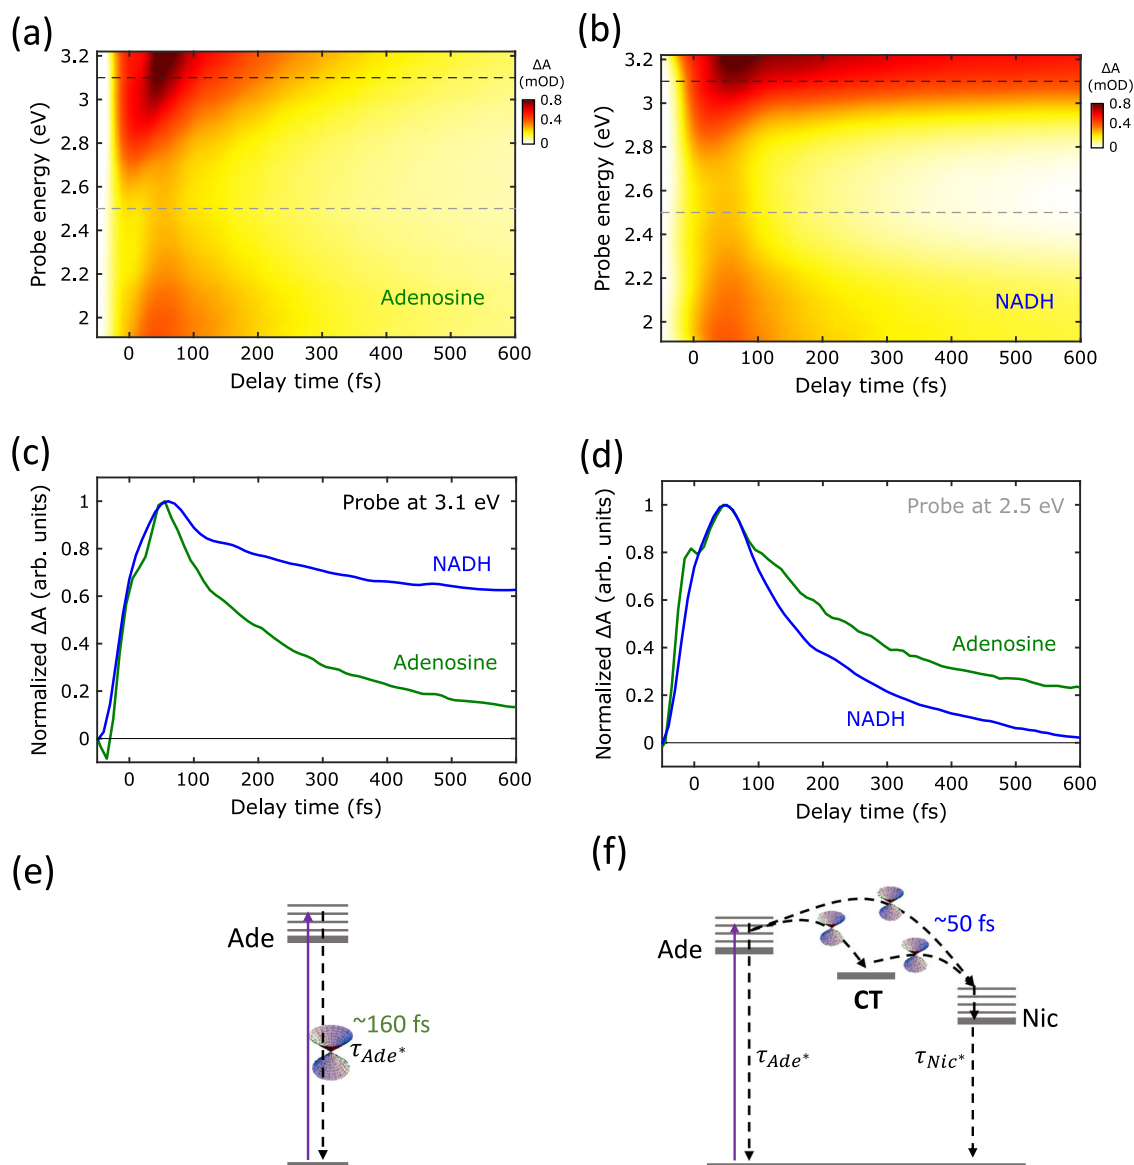 (a)
3.2
3
2.8
2.6
2.4
2.2
2
Probe energy (eV)
0
100
200
300
400
500
600
Delay time (fs)
Adenosine
ΔA
(mOD)
0.8
0.4
0
(b)
3.2
3
2.8
2.6
2.4
2.2
2
Probe energy (eV)
0
100
200
300
400
500
600
Delay time (fs)
NADH
ΔA
(mOD)
0.8
0.4
0
(c)
1
0.8
0.6
0.4
0.2
0
Normalized ΔA (arb. units)
Probe at 3.1 eV
NADH
Adenosine
0
100
200
300
400
500
600
Delay time (fs)
(d)
1
0.8
0.6
0.4
0.2
0
Normalized ΔA (arb. units)
Probe at 2.5 eV
Adenosine
NADH
0
100
200
300
400
500
600
Delay time (fs)
(e)
Ade
~160 fs
τAde*
(f)
Ade
~50 fs
CT
Nic
τAde*
τNic*